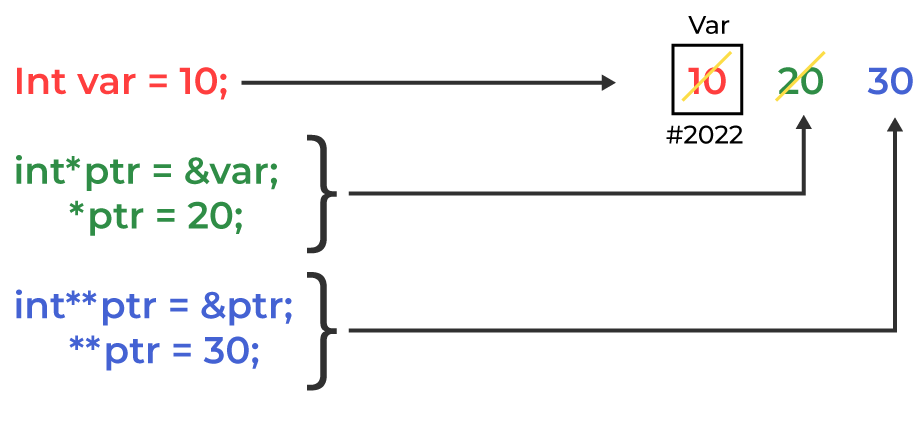 Var
Int var = 10;
10 20 30
#2022
int*ptr = &var;
*ptr = 20;
int**ptr = &ptr;
**ptr = 30;